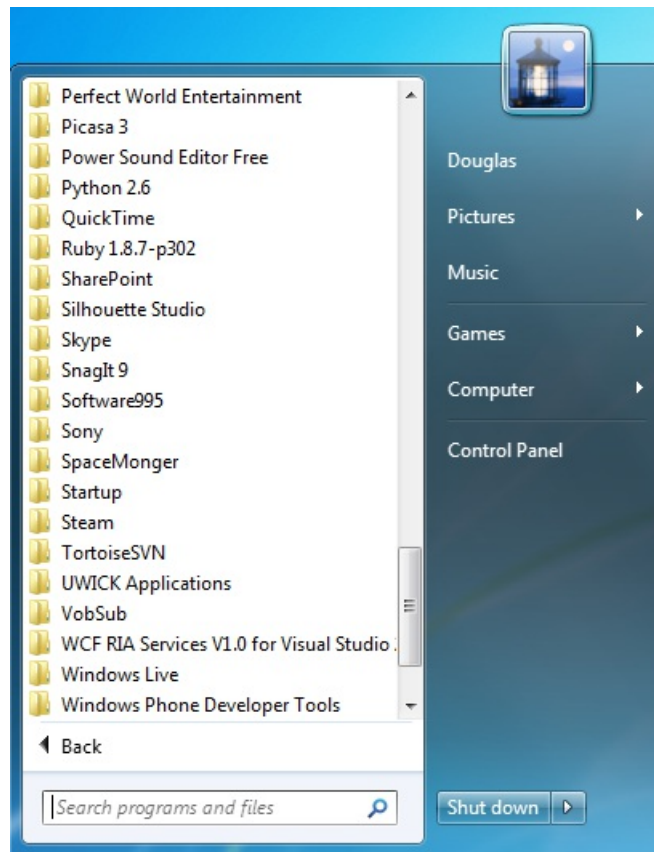 Perfect World Entertainment
Picasa 3
Power Sound Editor Free
Python 2.6
QuickTime
Ruby 1.8.7-p302
SharePoint
Silhouette Studio
Skype
SnagIt 9
Software995
Sony
SpaceMonger
Startup
Steam
TortoiseSVN
UWICK Applications
VobSub
WCF RIA Services V1.0 for Visual Studio
Windows Live
Windows Phone Developer Tools
Back
Search programs and files
Douglas
Pictures
Music
Games
Computer
Control Panel
Shut down